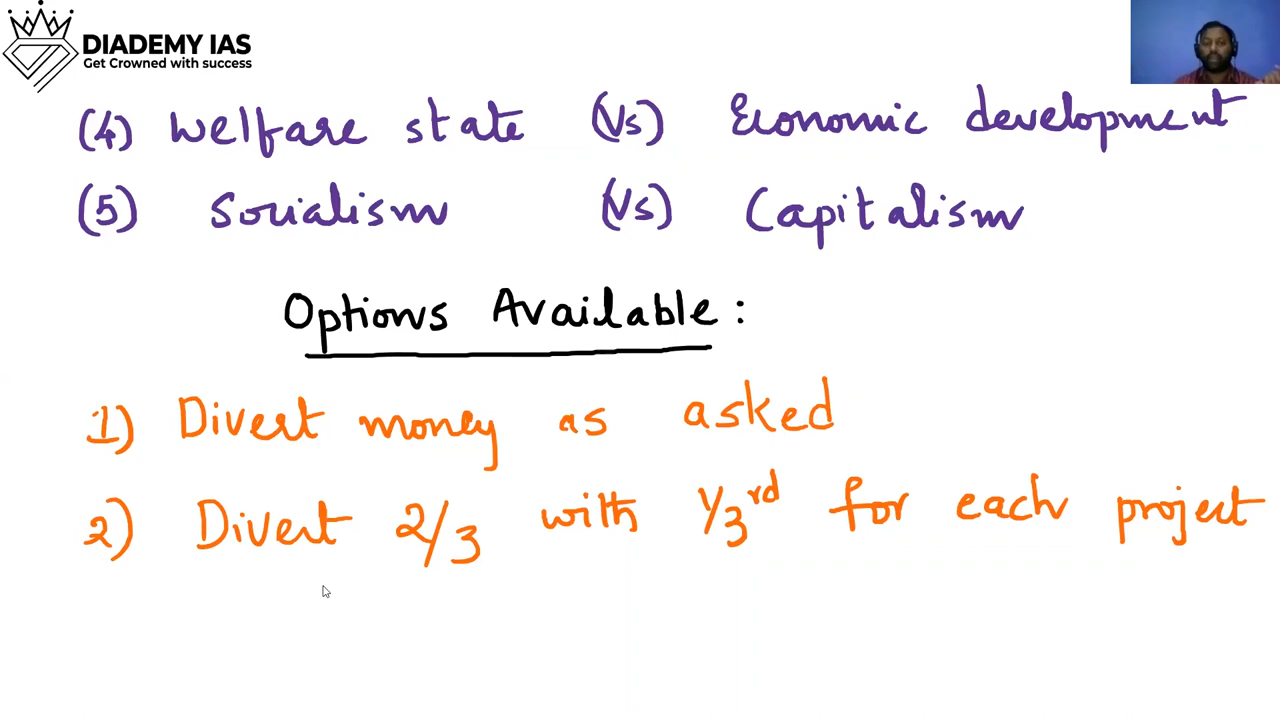 DIADEMY IAS
Get Crowned with success
(4) Welfare state (Vs) Economic development
(5) Socialism (Vs) Capitalism
Options Available:
1) Divert money as asked
2) Divert 2/3 with 1/3rd for each project